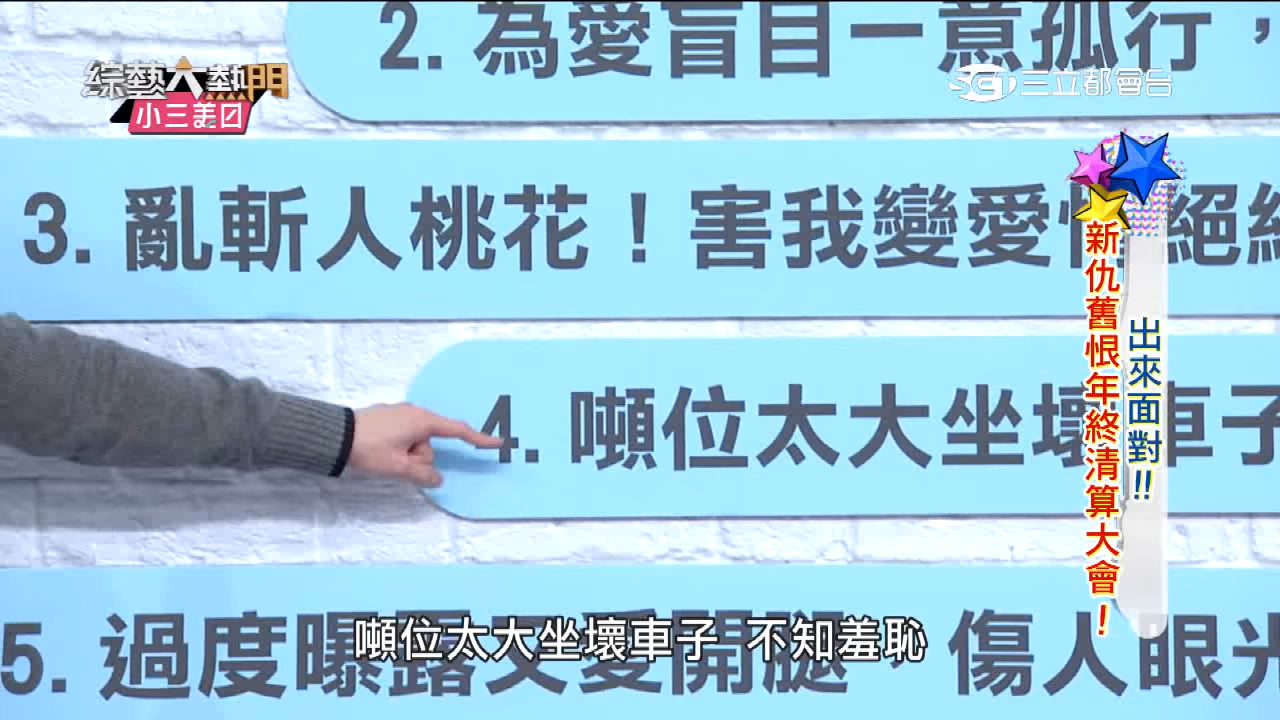 2. 為愛盲目一意孤行，
綜藝大熱門
小三美日
SET 三立都會台
3. 亂斬人桃花！害我變愛情絕緣
出來面對!!
新仇舊恨年終清算大會！
4. 噸位太大坐壞車子
5. 過度曝露又愛開腿，傷人眼光
噸位太大坐壞車子 不知羞恥